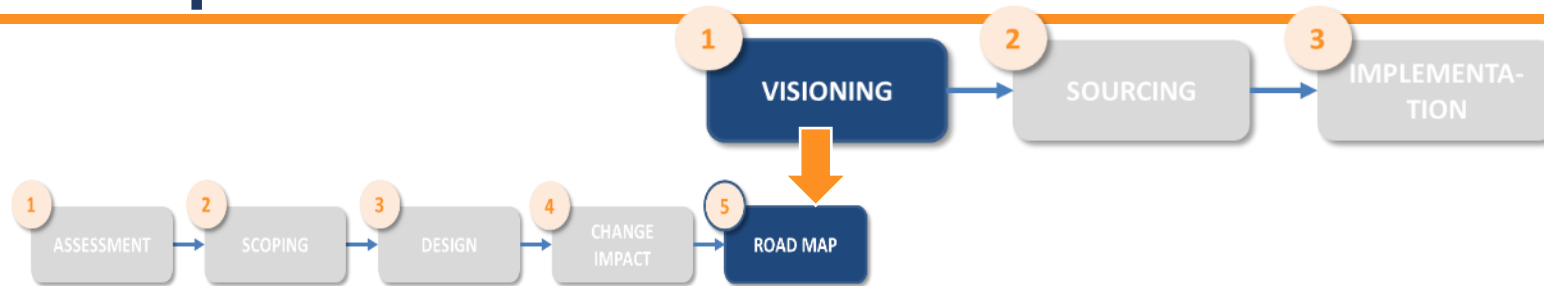 1
VISIONING
2
SOURCING
3
IMPLEMENTA-
TION
1
ASSESSMENT
2
SCOPING
3
DESIGN
4
CHANGE
IMPACT
5
ROAD MAP